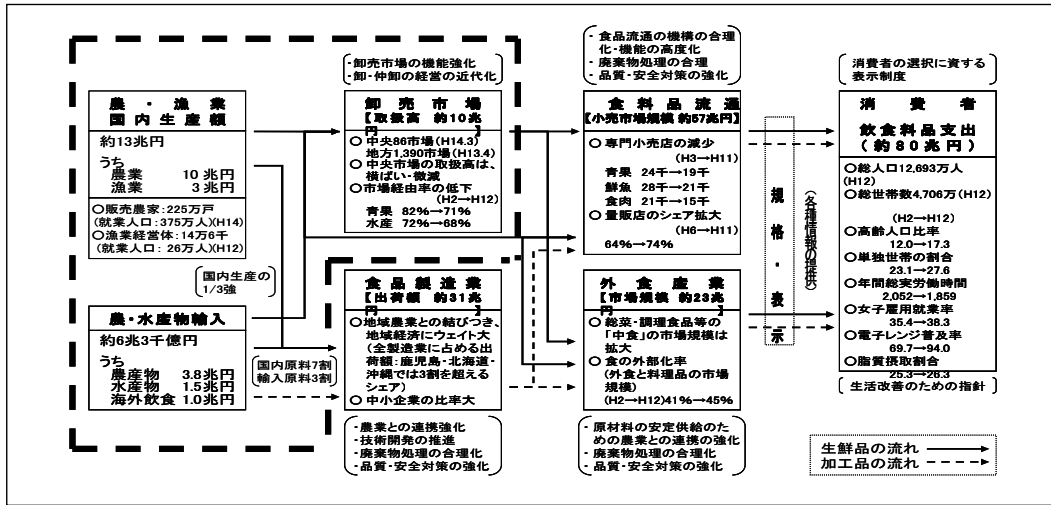 農・漁業
国内生産額
約13兆円
うち
農業 10兆円
漁業 3兆円
○販売農家：225万戸
(就業人口：375万人)(H14)
○漁業経営体：14万6千
(就業人口：26万人)(H12)
国内生産の
1/3強
農・水産物輸入
約6兆3千億円
うち
農産物 3.8兆円
水産物 1.5兆円
海外飲食 1.0兆円
国内原料7割
輸入原料3割
・卸売市場の機能強化
・卸・仲卸の経営の近代化
卸売市場
【取扱高 約10兆
円】
○中央86市場(H14.3)
地方1,390市場(H13.4)
○中央市場の取扱高は、
横ばい・微減
○市場経由率の低下
(H2→H12)
青果 82%→71%
水産 72%→68%
食品製造業
【出荷額 約31兆
円】
○地域農業との結びつき、
地域経済にウェイト大
(全製造業に占める出
荷額：鹿児島・北海道・
沖縄では3割を超える
シェア)
○中小企業の比率大
・農業との連携強化
・技術開発の推進
・廃棄物処理の合理化
・品質・安全対策の強化
・食品流通の機構の合理
化・機能の高度化
・廃棄物処理の合理
・品質・安全対策の強化
食料品流通
【小売市場規模 約57兆円】
○専門小売店の減少
(H3→H11)
青果 24千→19千
鮮魚 28千→21千
食肉 21千→15千
○量販店のシェア拡大
(H6→H11)
64%→74%
外食産業
【市場規模 約23兆
円】
○総菜・調理食品等の
「中食」の市場規模は
拡大
○食の外部化率
(外食と料理品の市場
規模)
(H2→H12)41%→45%
・原材料の安定供給のた
めの農業との連携の強化
・廃棄物処理の合理化
・品質・安全対策の強化
規格・表示
(各種情報の提供)
消費者の選択に資する
表示制度
消費者
飲食料品支出
(約80兆円)
○総人口12,693万人
(H12)
○総世帯数4,706万(H12)
(H2→H12)
○高齢人口比率
12.0→17.3
○単独世帯の割合
23.1→27.6
○年間総実労働時間
2,052→1,859
○女子雇用就業率
35.4→38.3
○電子レンジ普及率
69.7→94.0
○脂質摂取割合
25.3→26.3
生活改善のための指針
生鮮品の流れ
加工品の流れ